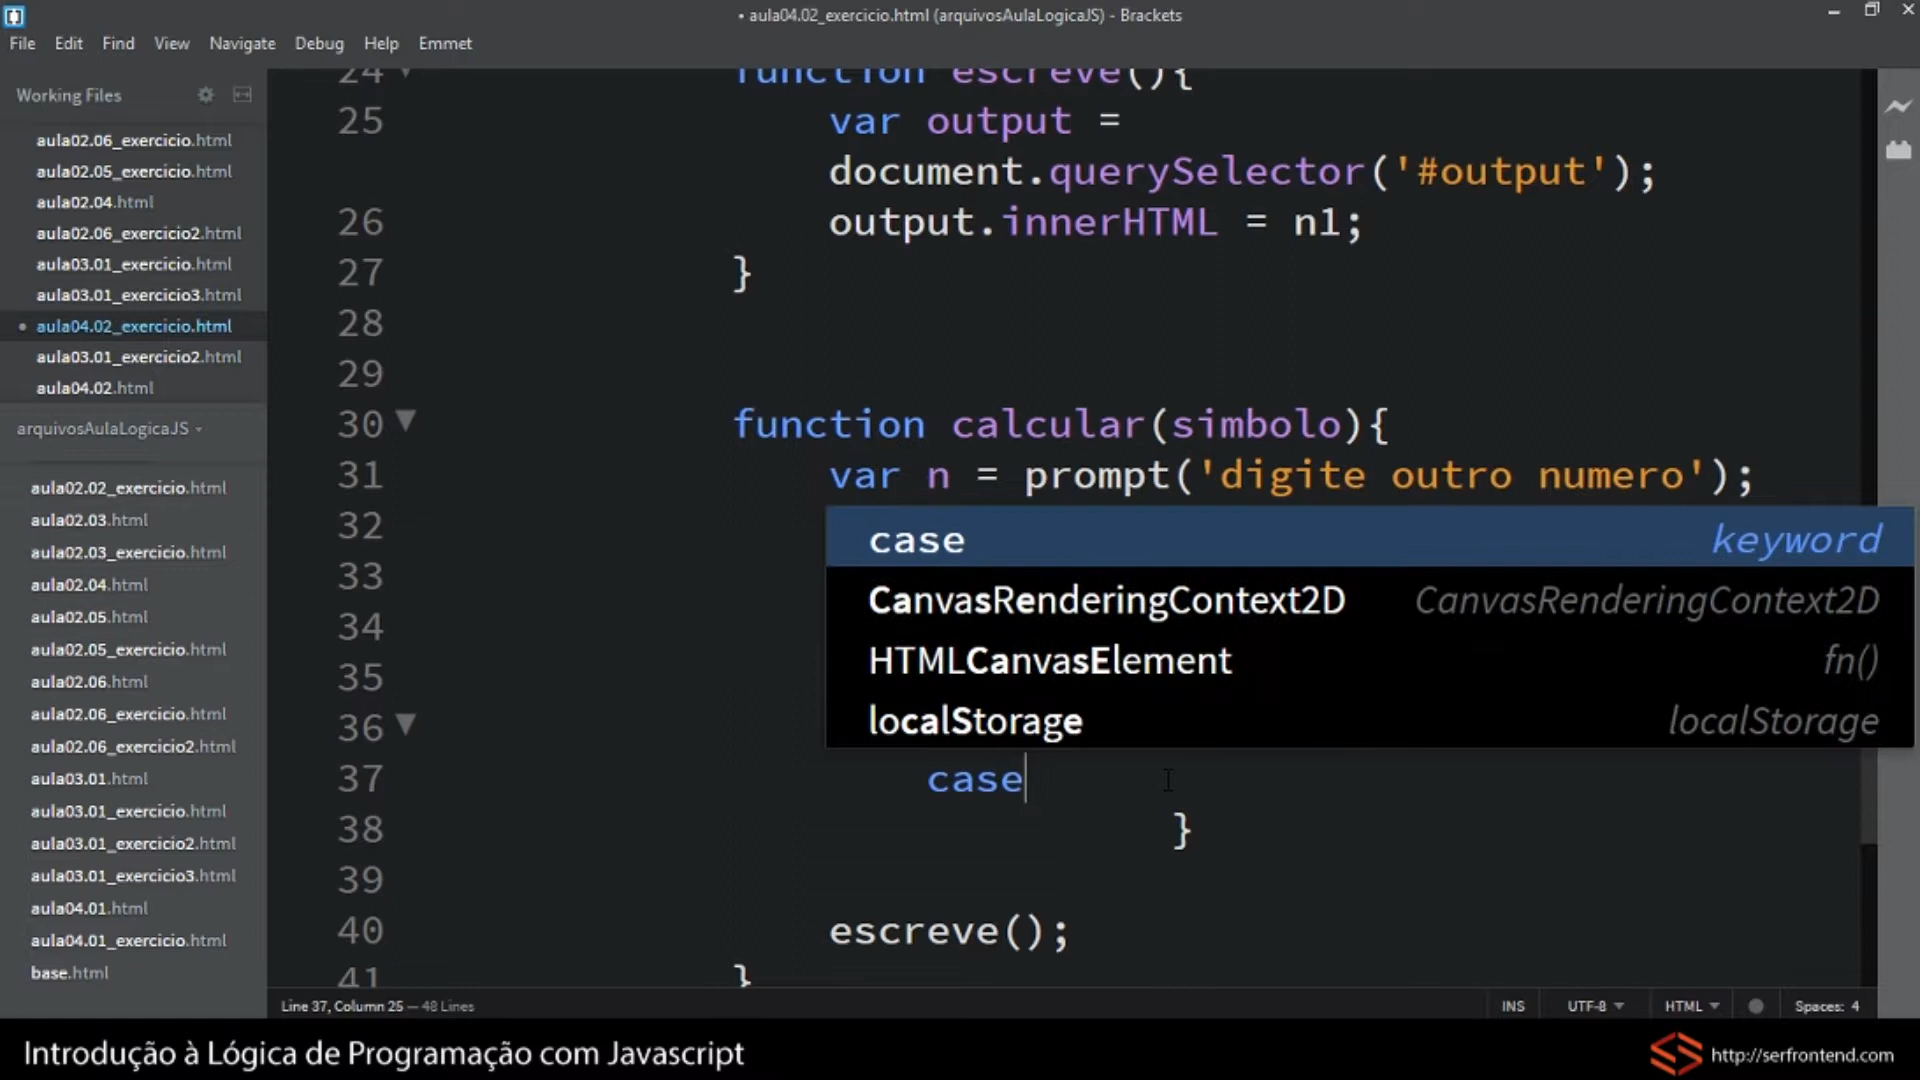 • aula04.02_exercicio.html (arquivosAulaLogicaJS) - Brackets
File Edit Find View Navigate Debug Help Emmet
Working Files
aula02.06_exercicio.html
aula02.05_exercicio.html
aula02.04.html
aula02.06_exercicio2.html
aula03.01_exercicio.html
aula03.01_exercicio3.html
• aula04.02_exercicio.html
aula03.01_exercicio2.html
aula04.02.html
arquivosAulaLogicaJS
aula02.02_exercicio.html
aula02.03.html
aula02.03_exercicio.html
aula02.04.html
aula02.05.html
aula02.05_exercicio.html
aula02.06.html
aula02.06_exercicio.html
aula02.06_exercicio2.html
aula03.01.html
aula03.01_exercicio.html
aula03.01_exercicio2.html
aula03.01_exercicio3.html
aula04.01.html
aula04.01_exercicio.html
base.html
24 function escreve(){
25 var output =
document.querySelector('#output');
26 output.innerHTML = n1;
27 }
28
29
30 function calcular(simbolo){
31 var n = prompt('digite outro numero');
32
33
34
35
36
case keyword
CanvasRenderingContext2D CanvasRenderingContext2D
HTMLCanvasElement fn()
localStorage localStorage
37 case
38 }
39
40 escreve();
41 }
Line 37, Column 25 — 48 Lines
INS UTF-8 HTML Spaces: 4
Introdução à Lógica de Programação com Javascript
http://serfrontend.com